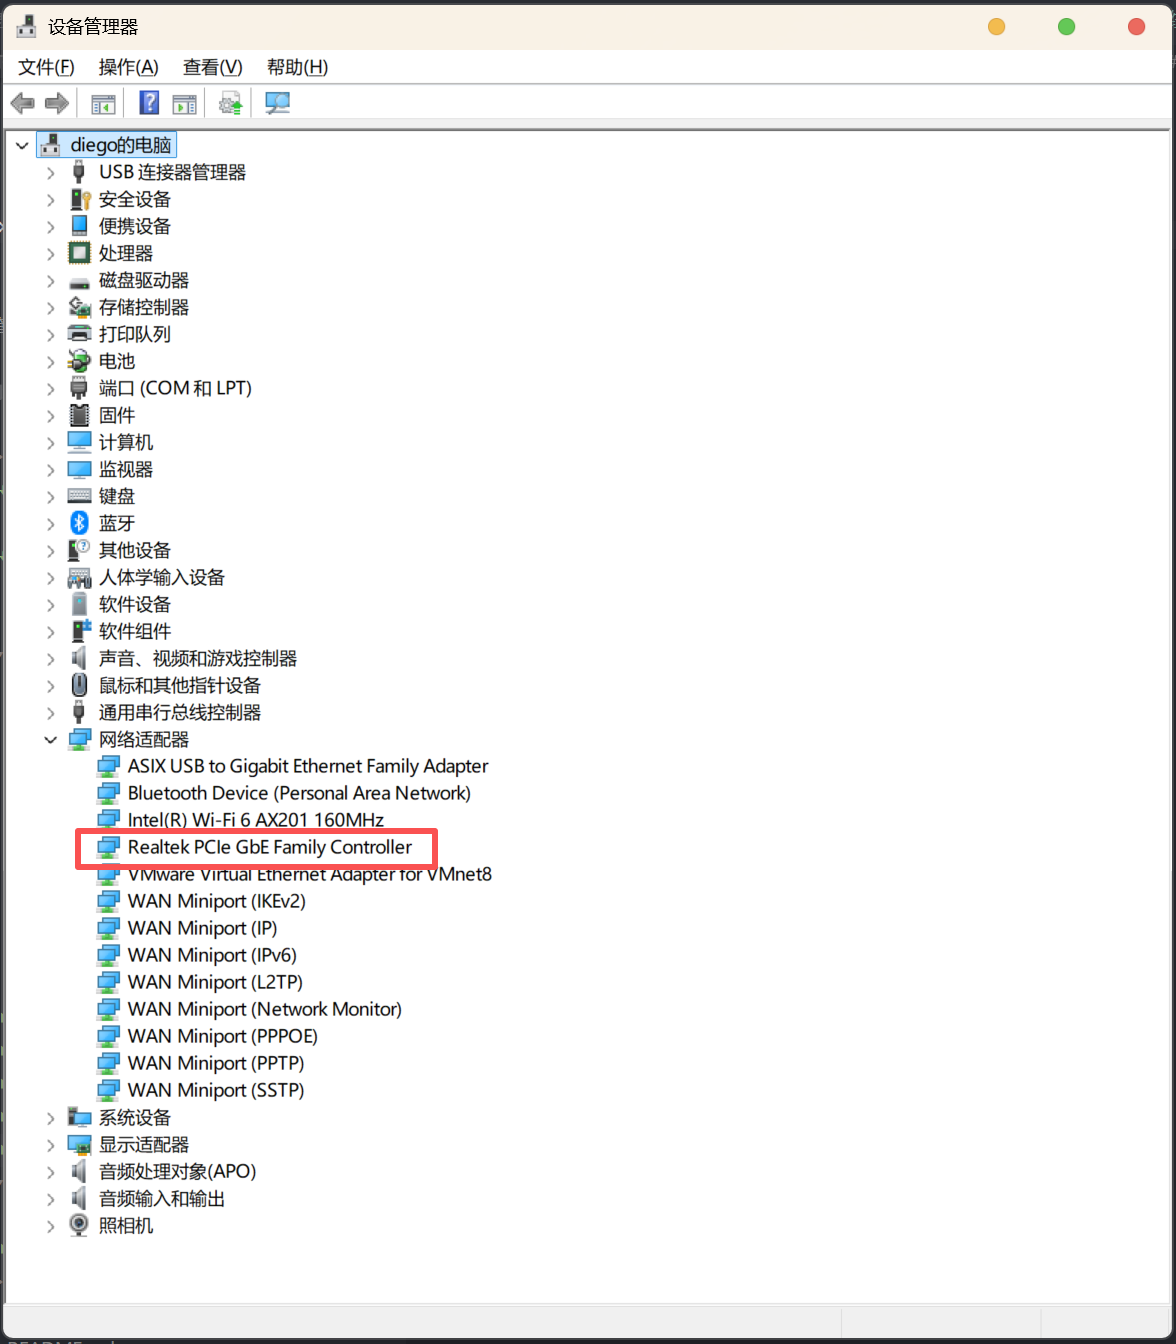 设备管理器
文件(F) 操作(A) 查看(V) 帮助(H)
diego的电脑
USB 连接器管理器
安全设备
便携设备
处理器
磁盘驱动器
存储控制器
打印队列
电池
端口 (COM 和 LPT)
固件
计算机
监视器
键盘
蓝牙
其他设备
人体学输入设备
软件设备
软件组件
声音、视频和游戏控制器
鼠标和其他指针设备
通用串行总线控制器
网络适配器
ASIX USB to Gigabit Ethernet Family Adapter
Bluetooth Device (Personal Area Network)
Intel(R) Wi-Fi 6 AX201 160MHz
Realtek PCIe GbE Family Controller
VMware Virtual Ethernet Adapter for VMnet8
WAN Miniport (IKEv2)
WAN Miniport (IP)
WAN Miniport (IPv6)
WAN Miniport (L2TP)
WAN Miniport (Network Monitor)
WAN Miniport (PPPOE)
WAN Miniport (PPTP)
WAN Miniport (SSTP)
系统设备
显示适配器
音频处理对象(APO)
音频输入和输出
照相机